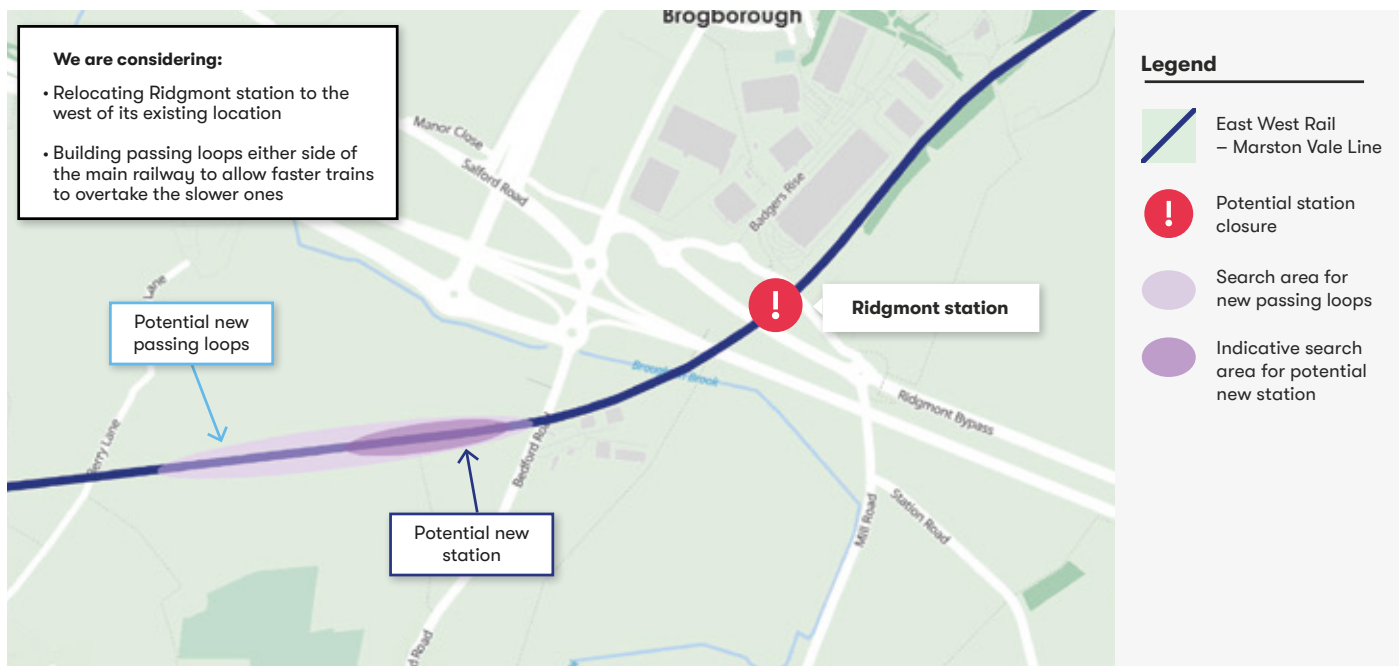 Brogborough
We are considering:
• Relocating Ridgmont station to the
west of its existing location
• Building passing loops either side of
the main railway to allow faster trains
to overtake the slower ones
Manor Close
Salford Road
Badgers Rise
Lane
Potential new
passing loops
Ridgmont station
Ridgmont Bypass
Berry Lane
Bedford Road
Potential new
station
Mill Road
Station Road
d Road
Legend
East West Rail
– Marston Vale Line
!
Potential station
closure
Search area for
new passing loops
Indicative search
area for potential
new station
!